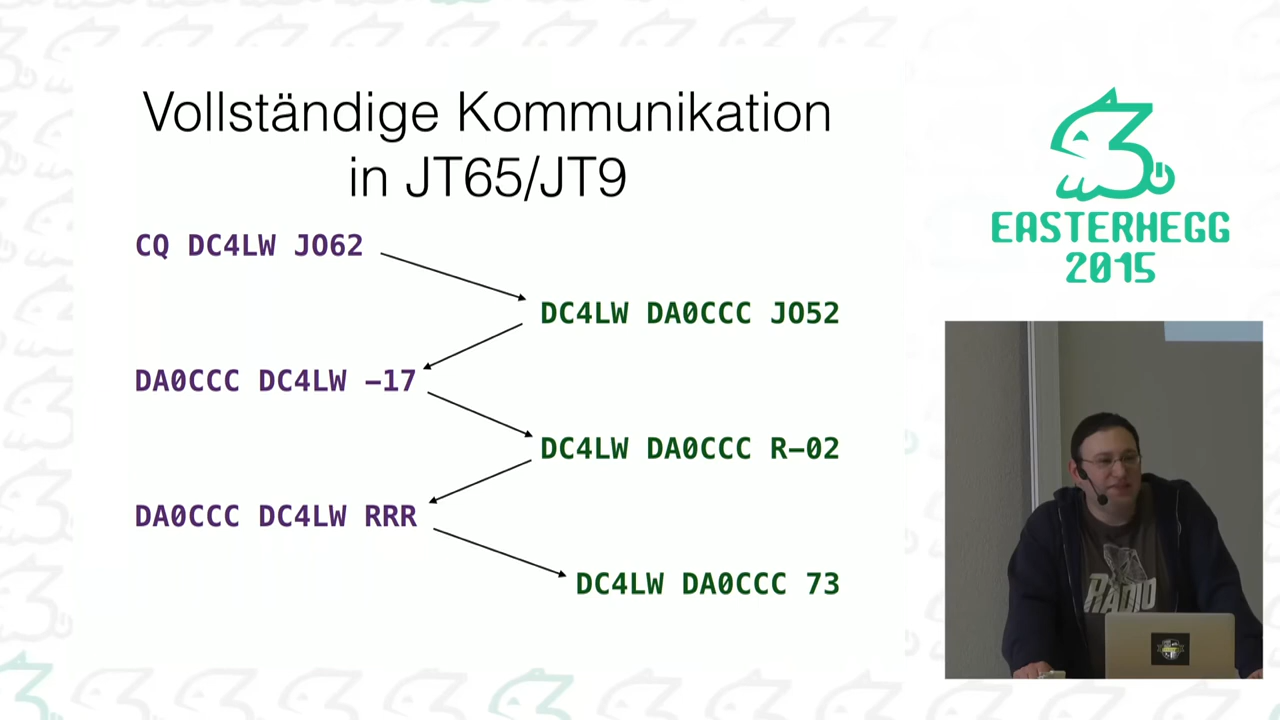 Vollständige Kommunikation
in JT65/JT9
CQ DC4LW JO62
DC4LW DA0CCC JO52
DA0CCC DC4LW –17
DC4LW DA0CCC R–02
DA0CCC DC4LW RRR
DC4LW DA0CCC 73
EASTERHEGG
2015
RADIO